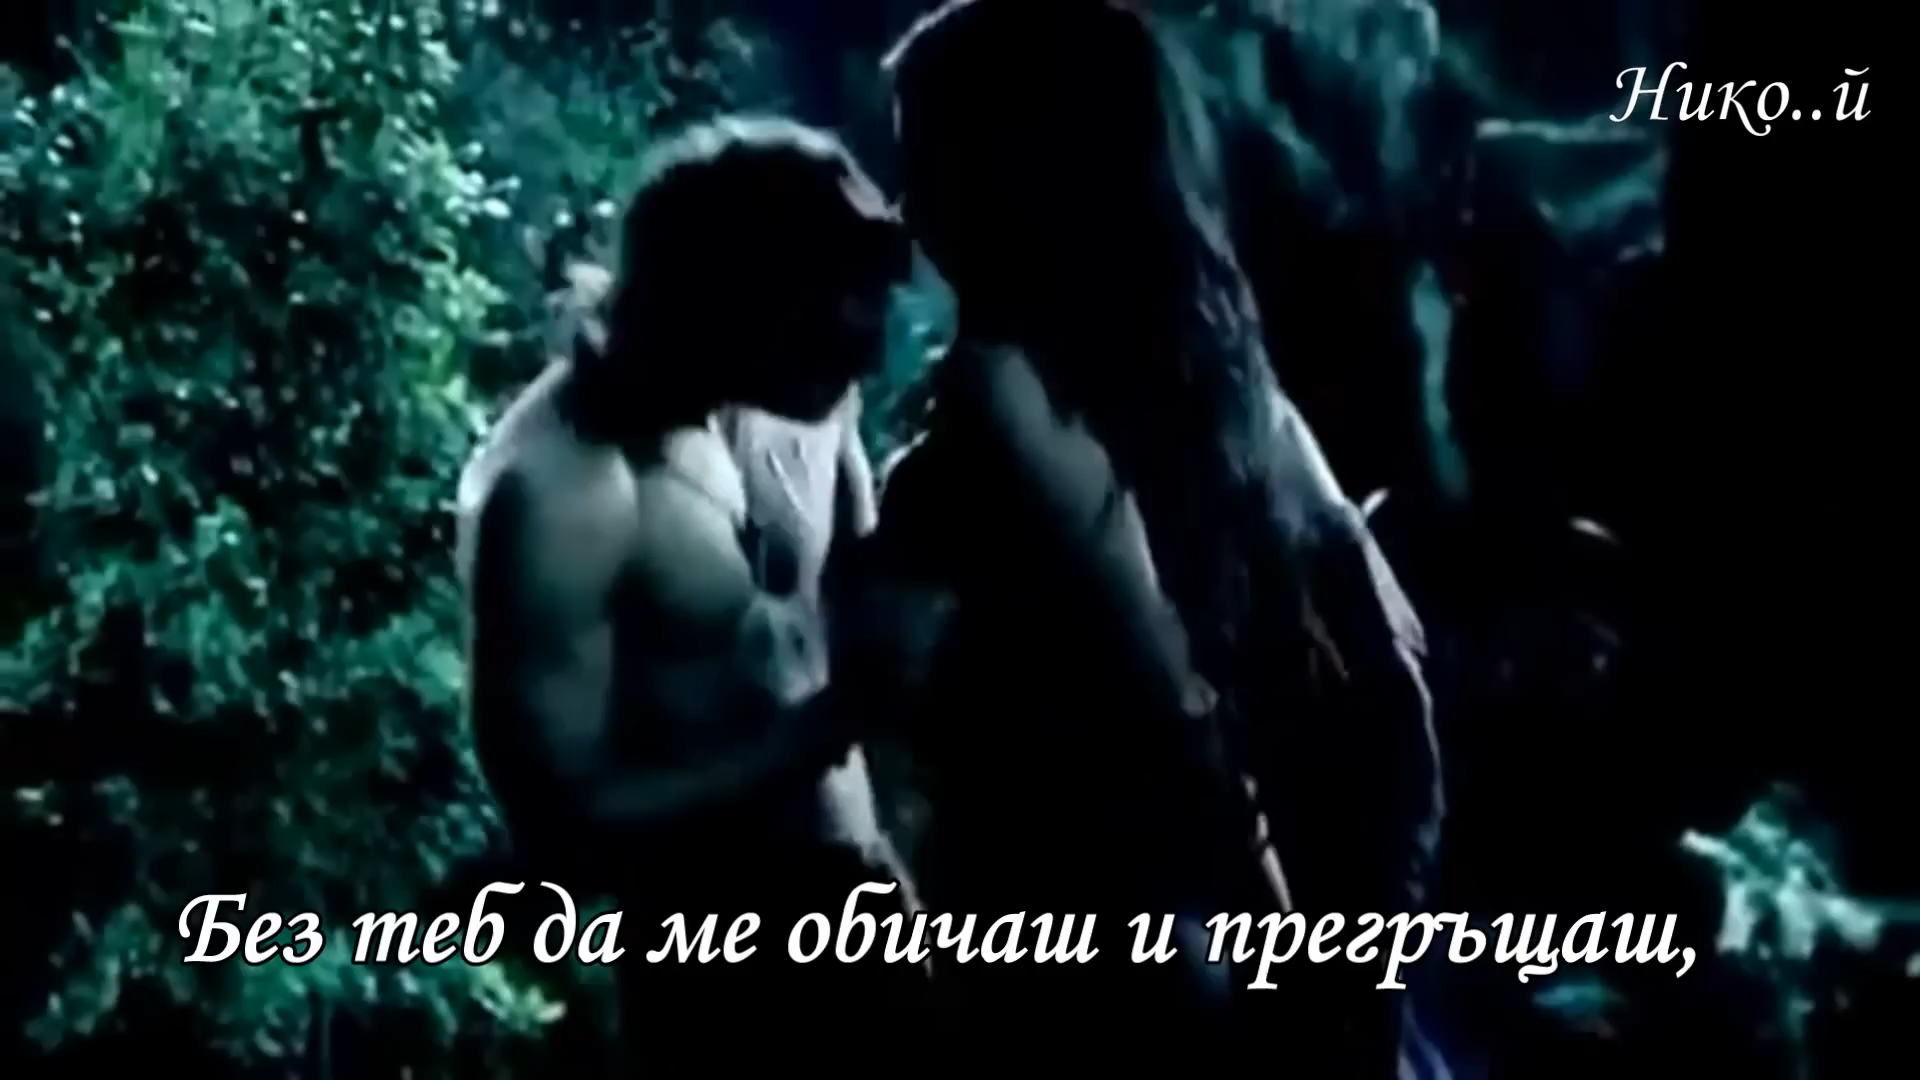 Нико..й
Без теб да ме обичаш и прегръщаш,